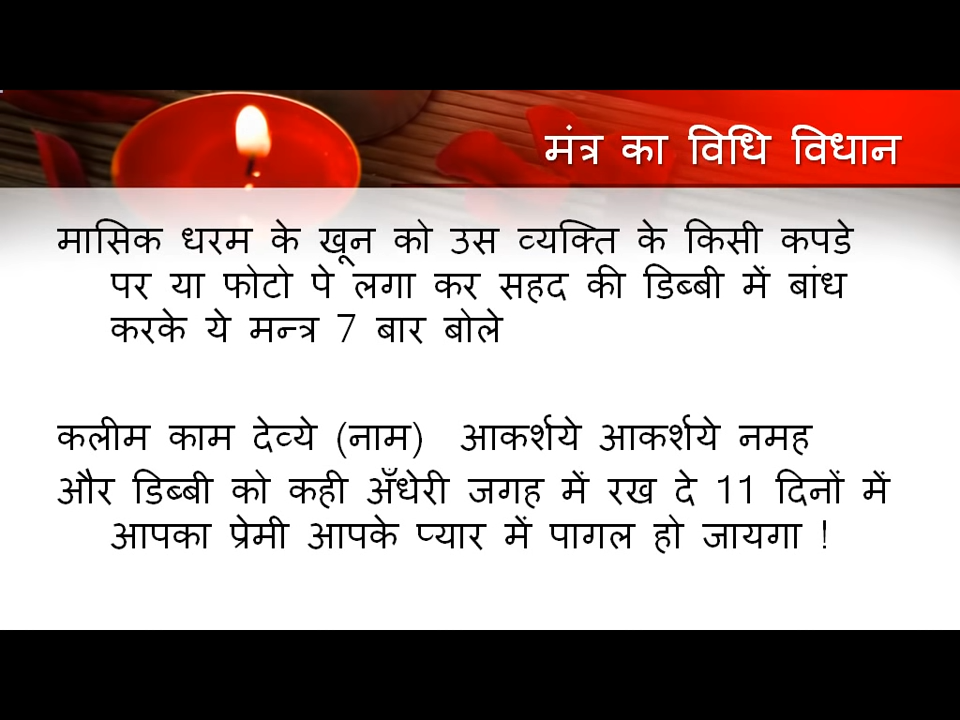 मंत्र का विधि विधान
मासिक धरम के खून को उस व्यक्ति के किसी कपडे
पर या फोटो पे लगा कर सहद की डिब्बी में बांध
करके ये मन्त्र 7 बार बोले
कलीम काम देव्ये (नाम) आकर्शये आकर्शये नमह
और डिब्बी को कही अँधेरी जगह में रख दे 11 दिनों में
आपका प्रेमी आपके प्यार में पागल हो जायगा !